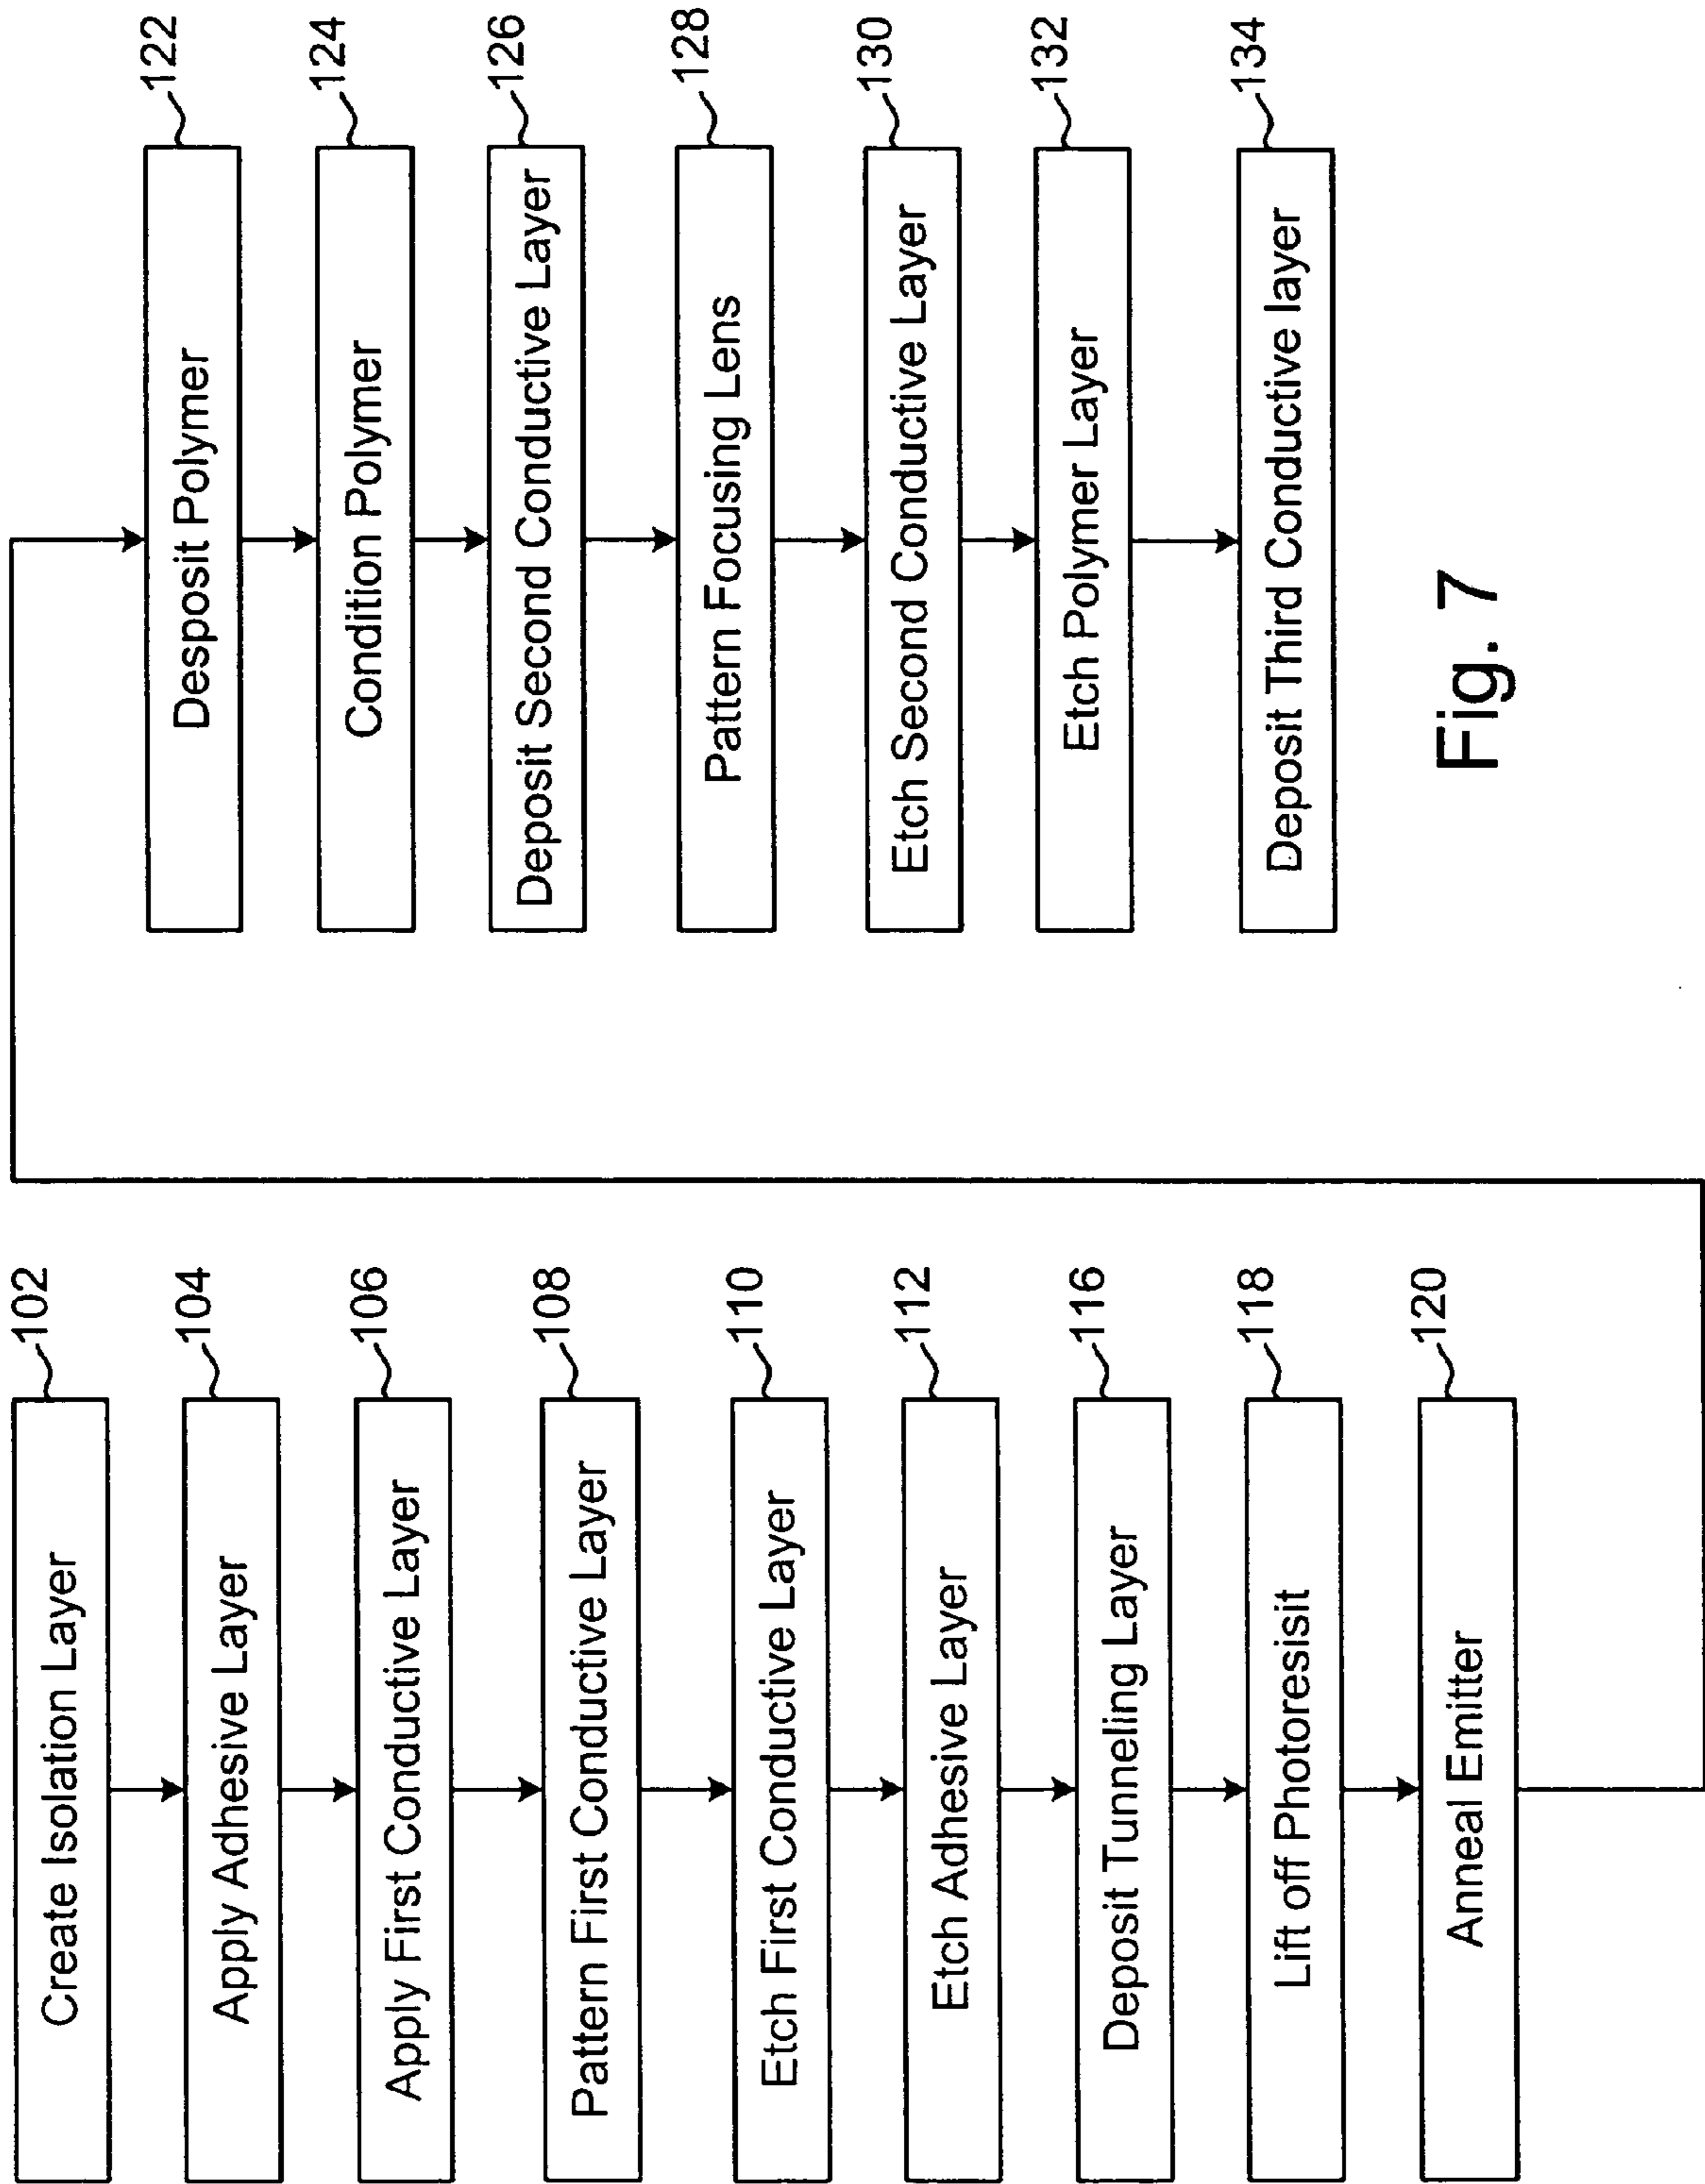 Create Isolation Layer
102
Apply Adhesive Layer
104
Apply First Conductive Layer
106
Pattern First Conductive Layer
108
Etch First Conductive Layer
110
Etch Adhesive Layer
112
Deposit Tunneling Layer
116
Lift off Photoresisit
118
Anneal Emitter
120
Desposit Polymer
122
Condition Polymer
124
Deposit Second Conductive Layer
126
Pattern Focusing Lens
128
Etch Second Conductive Layer
130
Etch Polymer Layer
132
Deposit Third Conductive layer
134
Fig. 7